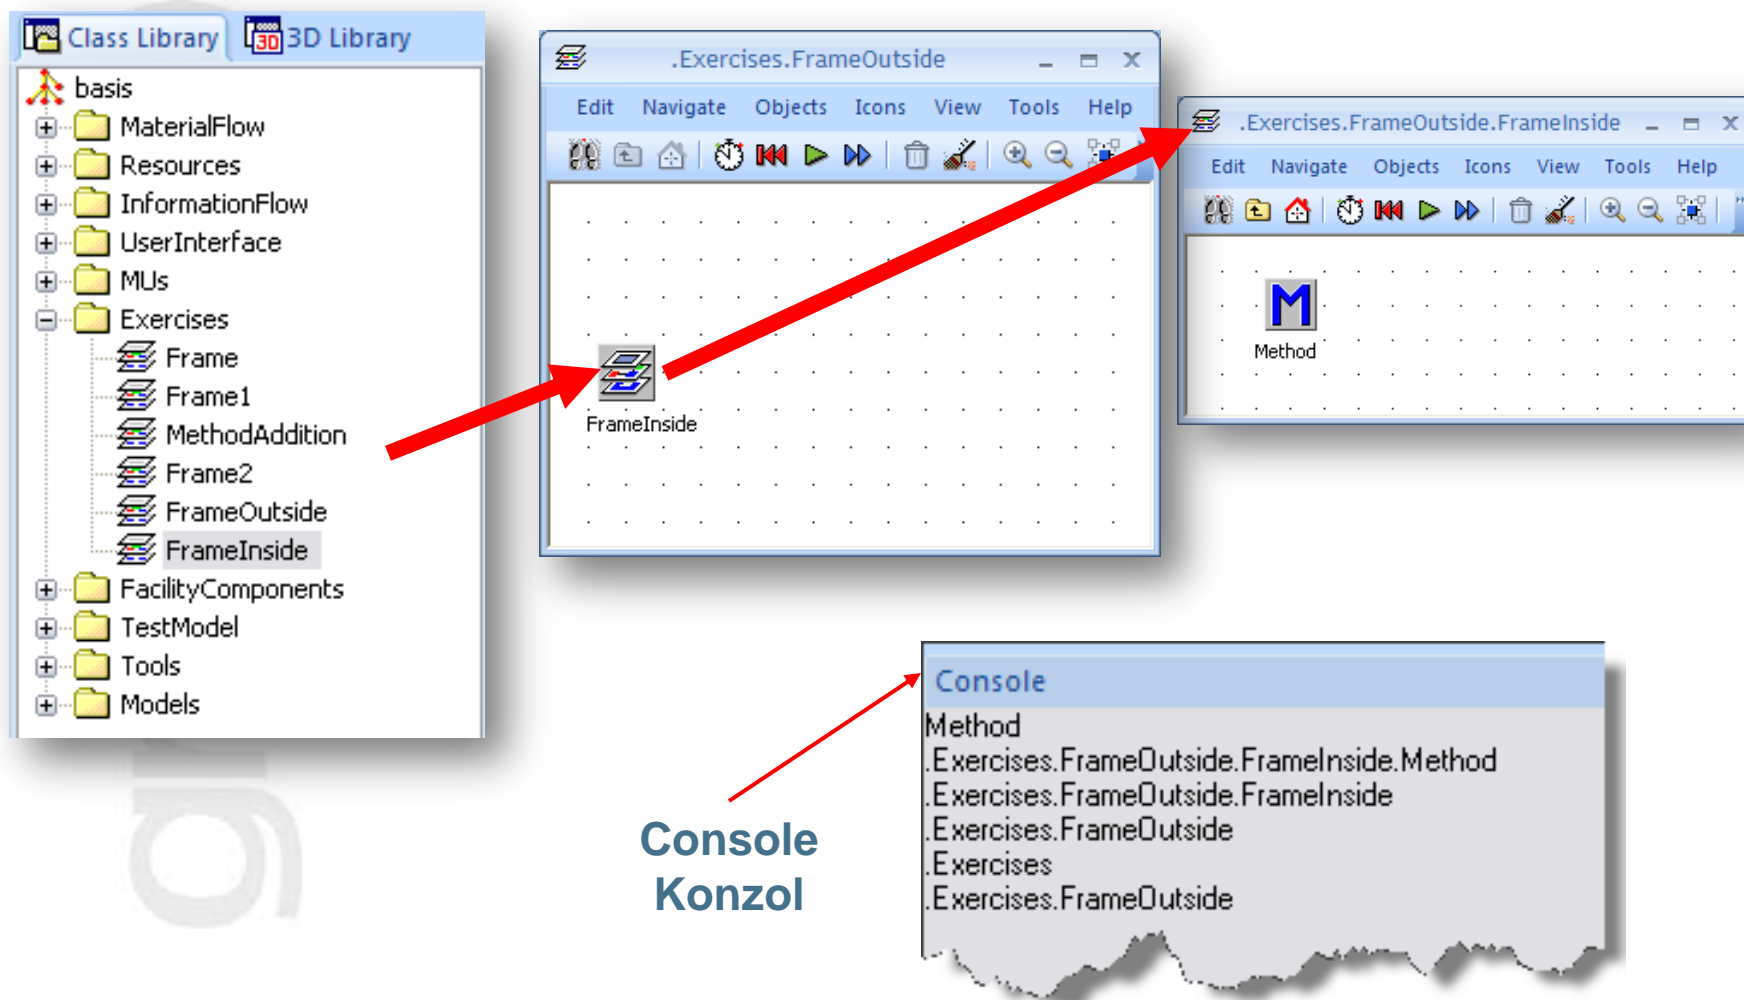 Class Library
3D Library
basis
MaterialFlow
Resources
InformationFlow
UserInterface
MUs
Exercises
Frame
Frame1
MethodAddition
Frame2
FrameOutside
FrameInside
FacilityComponents
TestModel
Tools
Models
.Exercises.FrameOutside
Edit Navigate Objects Icons View Tools Help
FrameInside
.Exercises.FrameOutside.FrameInside
Edit Navigate Objects Icons View Tools Help
M
Method
Console
Konzol
Console
Method
.Exercises.FrameOutside.FrameInside.Method
.Exercises.FrameOutside.FrameInside
.Exercises.FrameOutside
.Exercises
.Exercises.FrameOutside